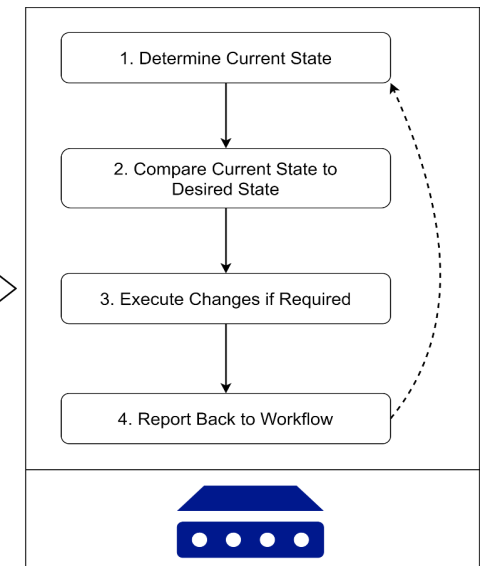 1. Determine Current State
2. Compare Current State to
Desired State
3. Execute Changes if Required
4. Report Back to Workflow